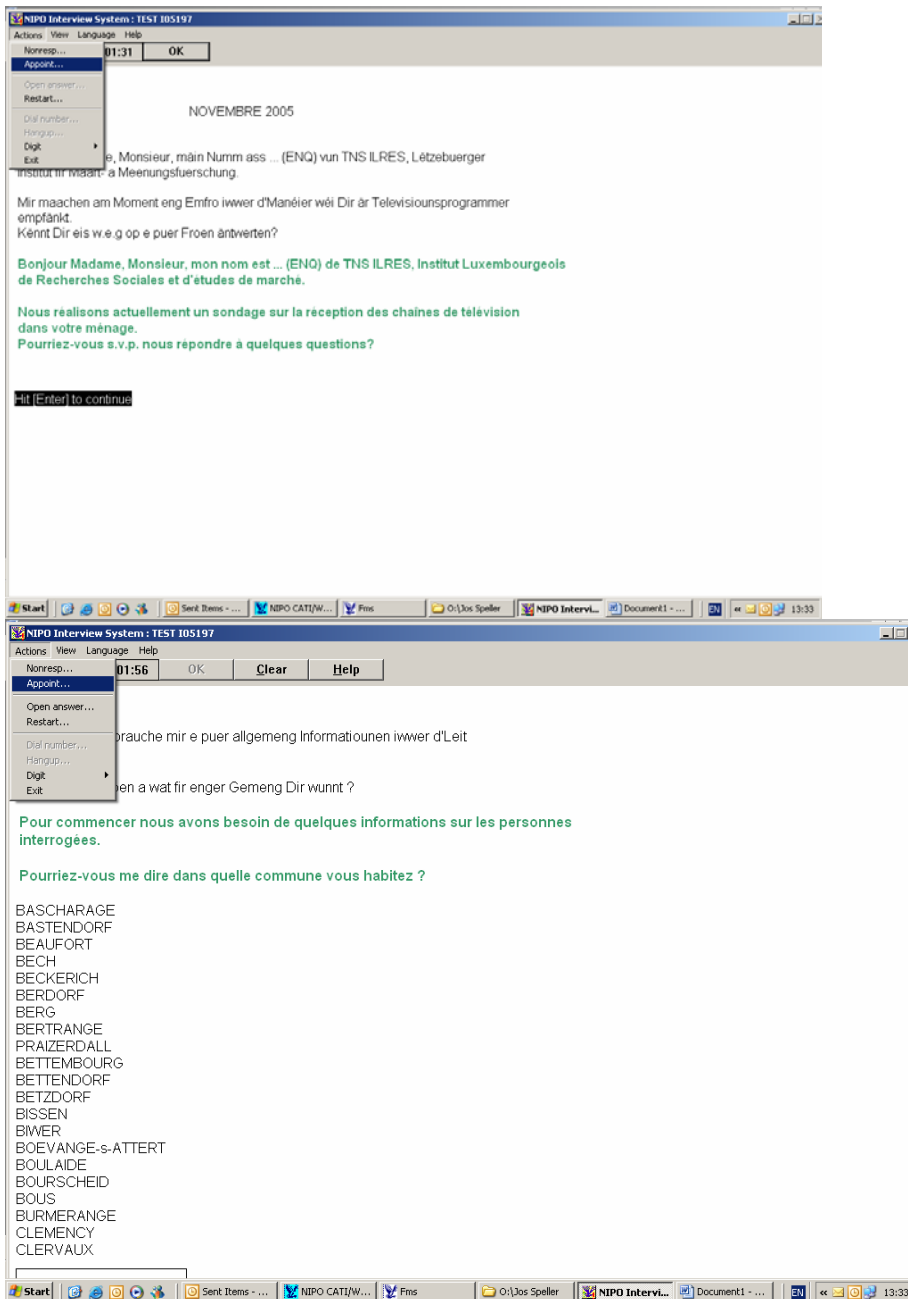 NIPO Interview System : TEST I05197
Actions View Language Help
Nonresp... 01:31 OK
Appoint...
Open answer...
Restart...
Dial number...
Hangup...
Digit
Exit
NOVEMBRE 2005
e, Monsieur, mäin Numm ass ... (ENQ) vun TNS ILRES, Lëtzebuerger
Institut fir Maart- a Meenungsfuerschung.
Mir maachen am Moment eng Emfro iwwer d'Manéier wéi Dir är Televisiounsprogrammer
empfänkt.
Kënnt Dir eis w.e.g op e puer Froen äntwerten?
Bonjour Madame, Monsieur, mon nom est ... (ENQ) de TNS ILRES, Institut Luxembourgeois
de Recherches Sociales et d'études de marché.
Nous réalisons actuellement un sondage sur la réception des chaînes de télévision
dans votre ménage.
Pourriez-vous s.v.p. nous répondre à quelques questions?
Hit [Enter] to continue
Start Sent Items - ... NIPO CATI/W... Fms O:\Jos Speller NIPO Intervi... Document1 - ... EN « 13:33
NIPO Interview System : TEST I05197
Actions View Language Help
Nonresp... 01:56 OK Clear Help
Appoint...
Open answer...
Restart...
Dial number...
Hangup...
Digit
Exit
brauche mir e puer allgemeng Informatiounen iwwer d'Leit
en a wat fir enger Gemeng Dir wunnt ?
Pour commencer nous avons besoin de quelques informations sur les personnes
interrogées.
Pourriez-vous me dire dans quelle commune vous habitez ?
BASCHARAGE
BASTENDORF
BEAUFORT
BECH
BECKERICH
BERDORF
BERG
BERTRANGE
PRAIZERDALL
BETTEMBOURG
BETTENDORF
BETZDORF
BISSEN
BIWER
BOEVANGE-s-ATTERT
BOULAIDE
BOURSCHEID
BOUS
BURMERANGE
CLEMENCY
CLERVAUX
Start Sent Items - ... NIPO CATI/W... Fms O:\Jos Speller NIPO Intervi... Document1 - ... EN « 13:33